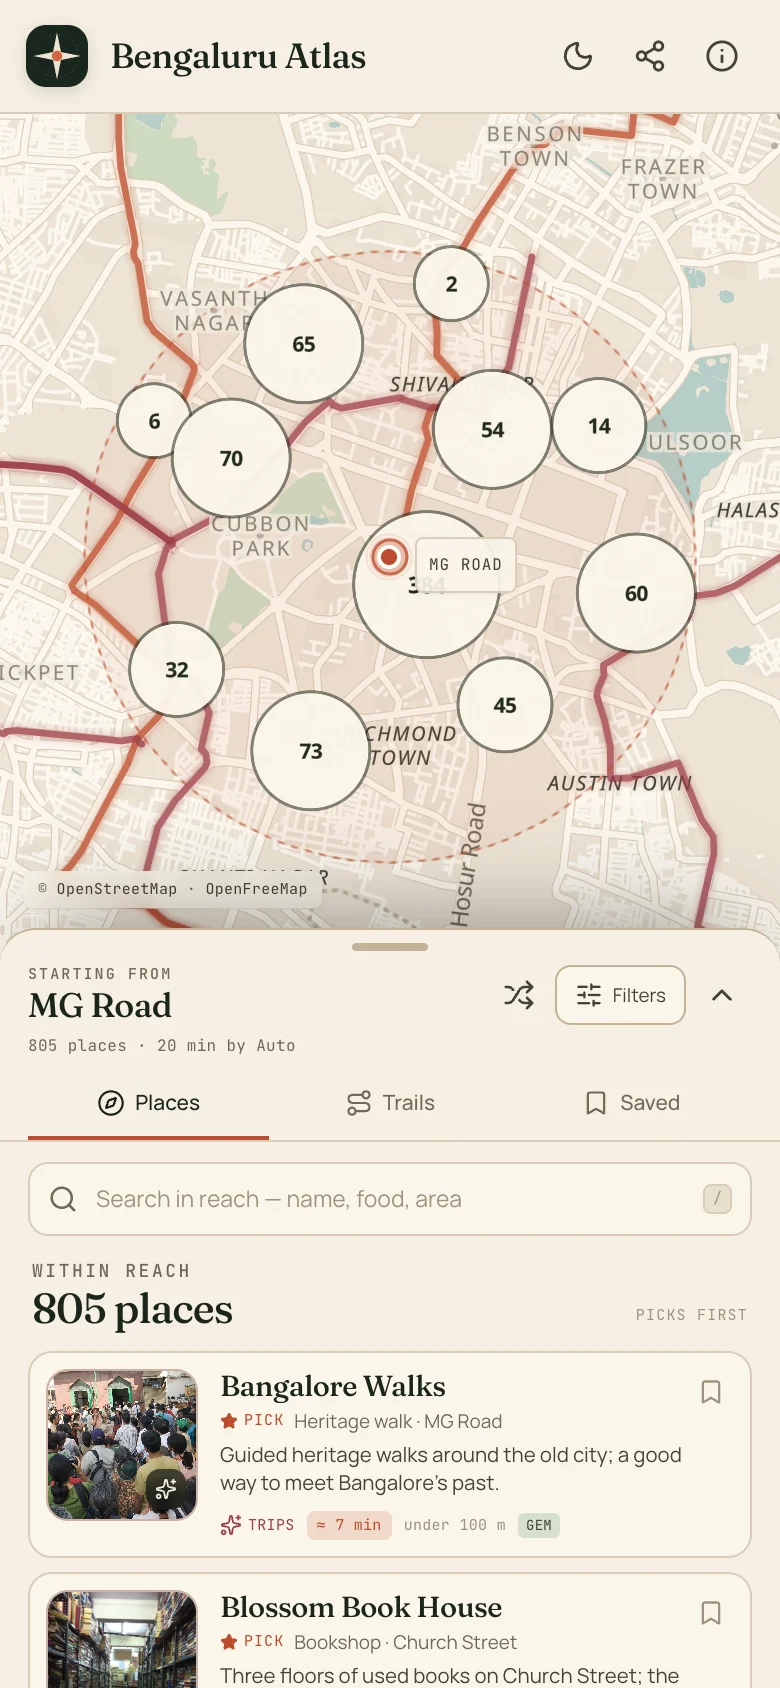 Bengaluru Atlas
BENSON
TOWN
FRAZER
TOWN
2
VASANTH
NAGAR
65
6
70
54
14
ULSOOR
HALAS
CUBBON
PARK
MG ROAD
60
ICKPET
32
45
73
CHMOND
TOWN
AUSTIN TOWN
Hosur Road
© OpenStreetMap · OpenFreeMap
STARTING FROM
MG Road
Filters
805 places · 20 min by Auto
Places
Trails
Saved
Search in reach — name, food, area
/
WITHIN REACH
805 places
PICKS FIRST
Bangalore Walks
PICK Heritage walk · MG Road
Guided heritage walks around the old city; a good
way to meet Bangalore's past.
TRIPS ≈ 7 min under 100 m GEM
Blossom Book House
PICK Bookshop · Church Street
Three floors of used books on Church Street; the